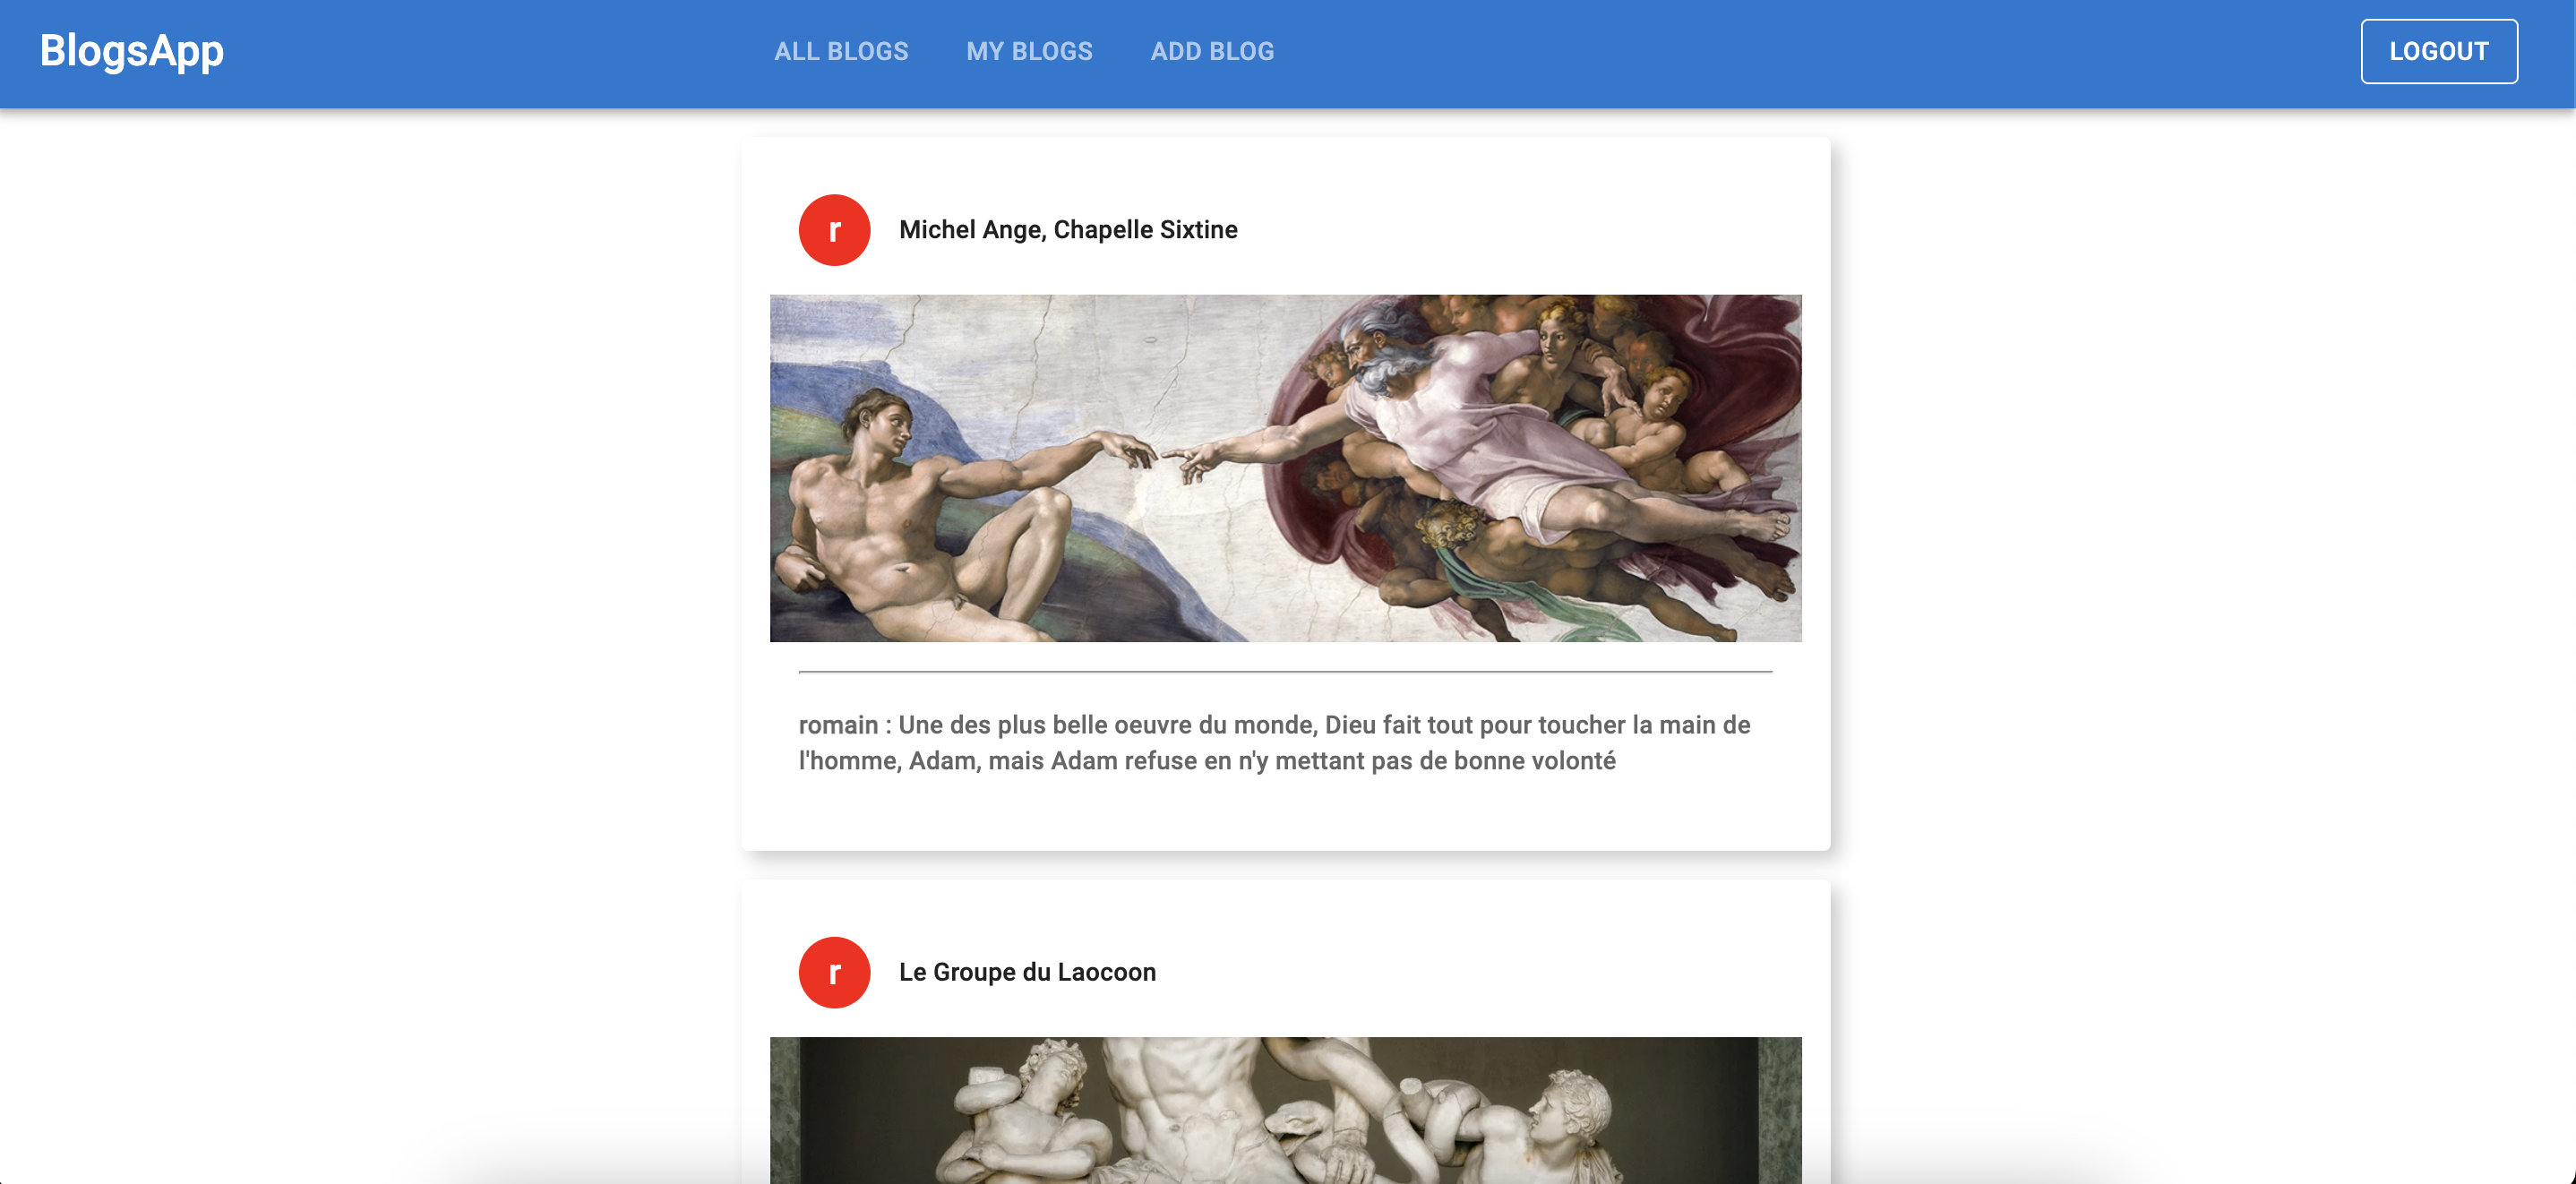 BlogsApp
ALL BLOGS
MY BLOGS
ADD BLOG
LOGOUT
r
Michel Ange, Chapelle Sixtine
romain : Une des plus belle oeuvre du monde, Dieu fait tout pour toucher la main de
l'homme, Adam, mais Adam refuse en n'y mettant pas de bonne volonté
r
Le Groupe du Laocoon